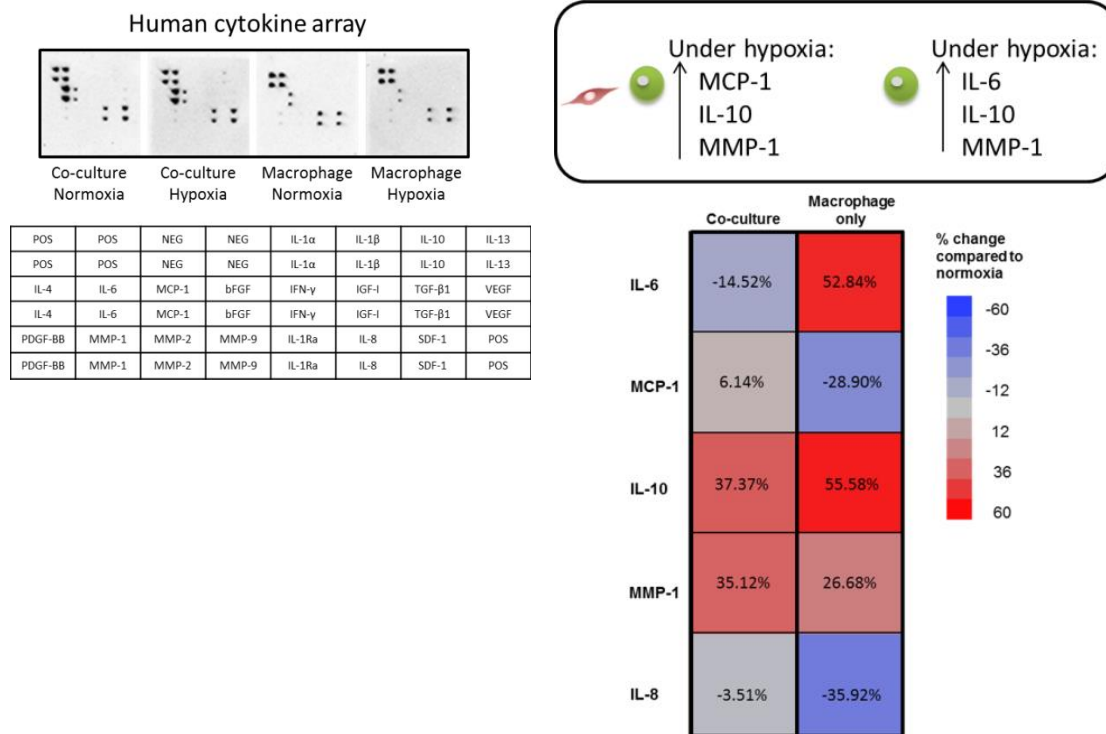 Human cytokine array
Co-culture
Normoxia
Co-culture
Hypoxia
Macrophage
Normoxia
Macrophage
Hypoxia
POS POS NEG NEG IL-1α IL-1β IL-10 IL-13
POS POS NEG NEG IL-1α IL-1β IL-10 IL-13
IL-4 IL-6 MCP-1 bFGF IFN-γ IGF-I TGF-β1 VEGF
IL-4 IL-6 MCP-1 bFGF IFN-γ IGF-I TGF-β1 VEGF
PDGF-BB MMP-1 MMP-2 MMP-9 IL-1Ra IL-8 SDF-1 POS
PDGF-BB MMP-1 MMP-2 MMP-9 IL-1Ra IL-8 SDF-1 POS
Under hypoxia:
MCP-1
IL-10
MMP-1
Under hypoxia:
IL-6
IL-10
MMP-1
Co-culture
Macrophage
only
IL-6 -14.52% 52.84%
MCP-1 6.14% -28.90%
IL-10 37.37% 55.58%
MMP-1 35.12% 26.68%
IL-8 -3.51% -35.92%
% change
compared to
normoxia
-60
-36
-12
12
36
60